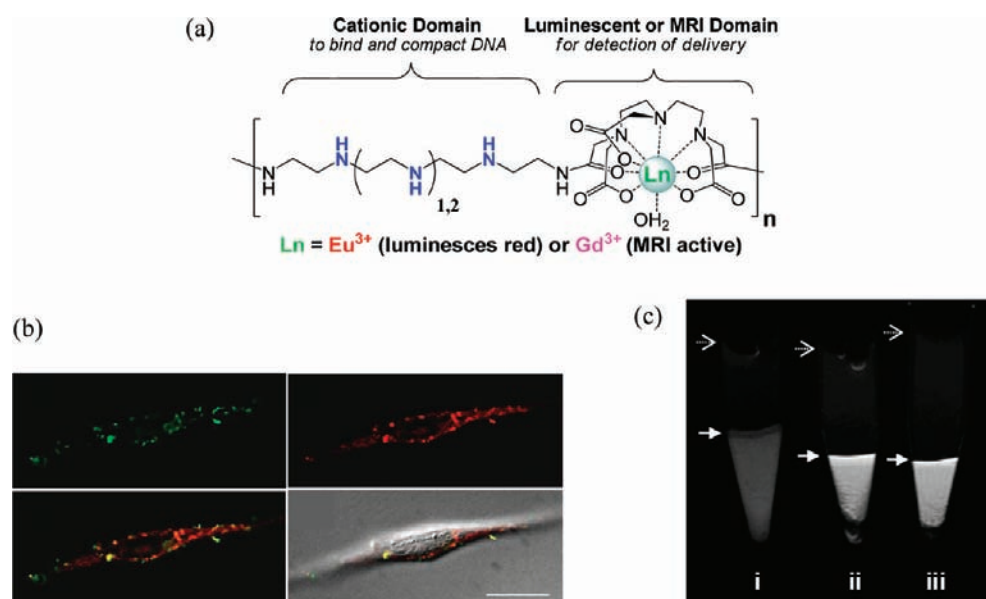 (a)
Cationic Domain
to bind and compact DNA
Luminescent or MRI Domain
for detection of delivery
N
N
N
H
N
H
N
N
H
N
H
N
H
O
O
O
O
Ln
O
O
O
O
1,2
OH₂
n
Ln = Eu³⁺ (luminesces red) or Gd³⁺ (MRI active)
(b)
(c)
i
ii
iii